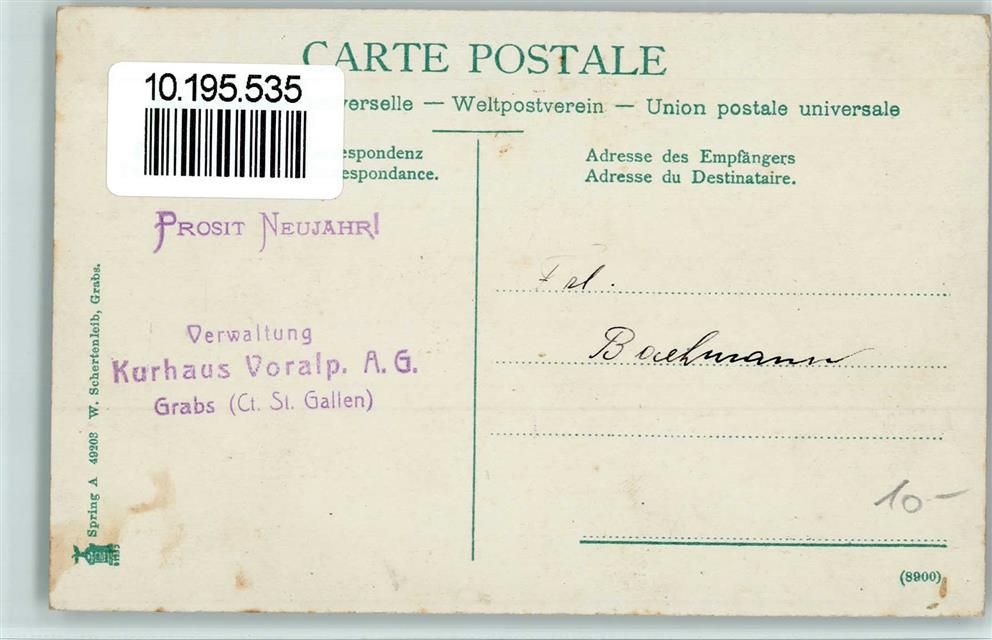 CARTE POSTALE
10.195.535
verselle — Weltpostverein — Union postale universale
espondenz
espondance.
Adresse des Empfängers
Adresse du Destinataire.
PROSIT NEUJAHR!
Verwaltung
Kurhaus Voralp. A.G.
Grabs (Ct. St. Gallen)
Spring A 49203 W. Schertenleib, Grabs.
Frl.
Bachmann
10-
(8900)